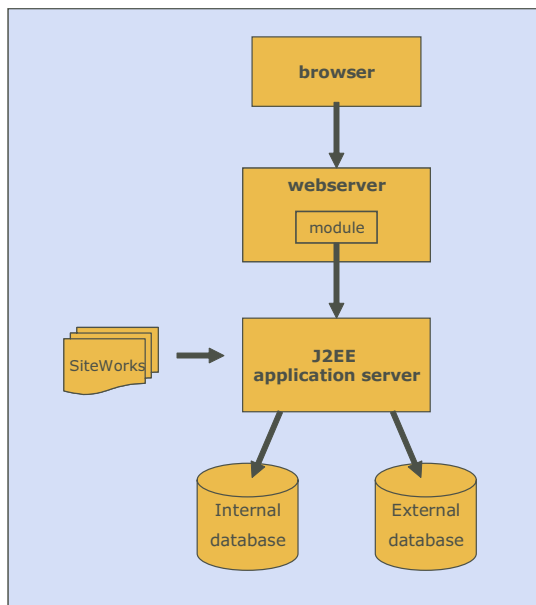 browser
webserver
module
SiteWorks
J2EE
application server
Internal
database
External
database